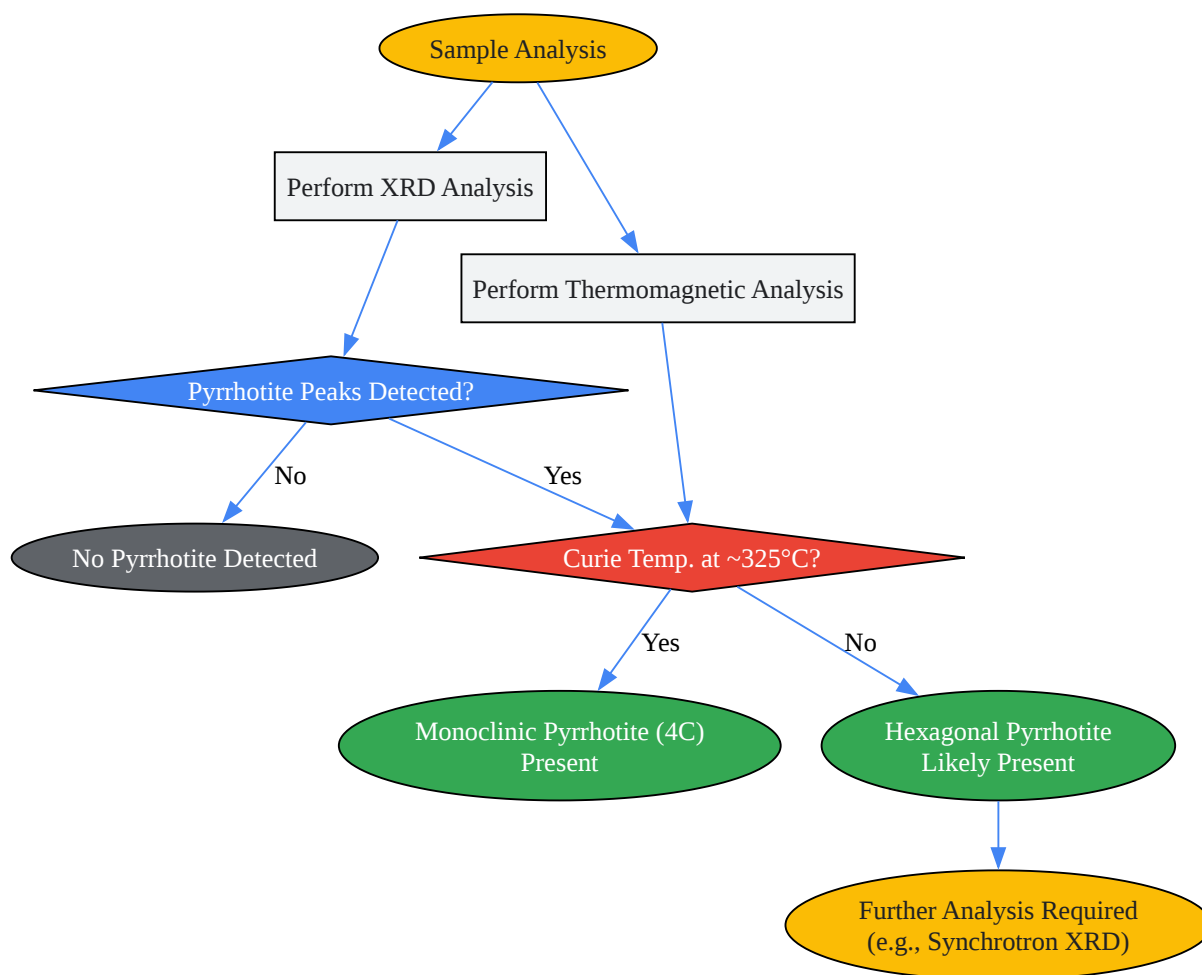 Sample Analysis
Perform XRD Analysis
Perform Thermomagnetic Analysis
Pyrrhotite Peaks Detected?
No
Yes
No Pyrrhotite Detected
Curie Temp. at ~325°C?
Yes
No
Monoclinic Pyrrhotite (4C)
Present
Hexagonal Pyrrhotite
Likely Present
Further Analysis Required
(e.g., Synchrotron XRD)